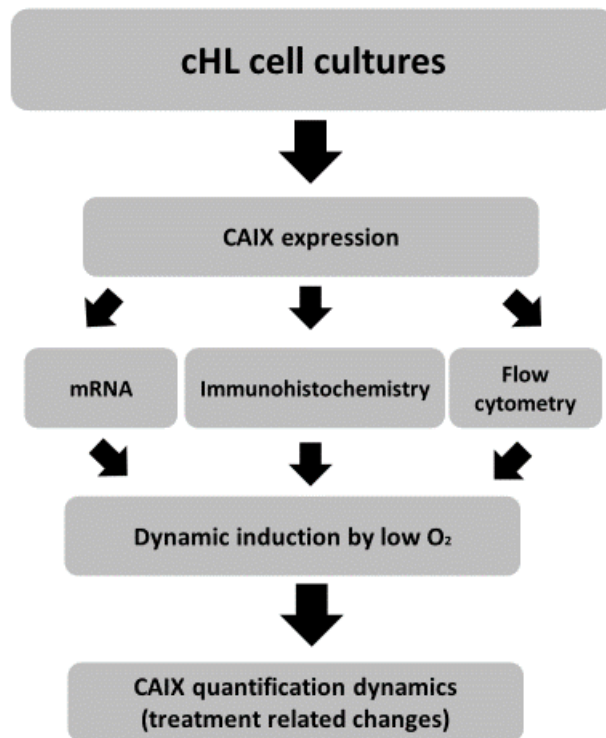 cHL cell cultures
CAIX expression
mRNA
Immunohistochemistry
Flow
cytometry
Dynamic induction by low O₂
CAIX quantification dynamics
(treatment related changes)